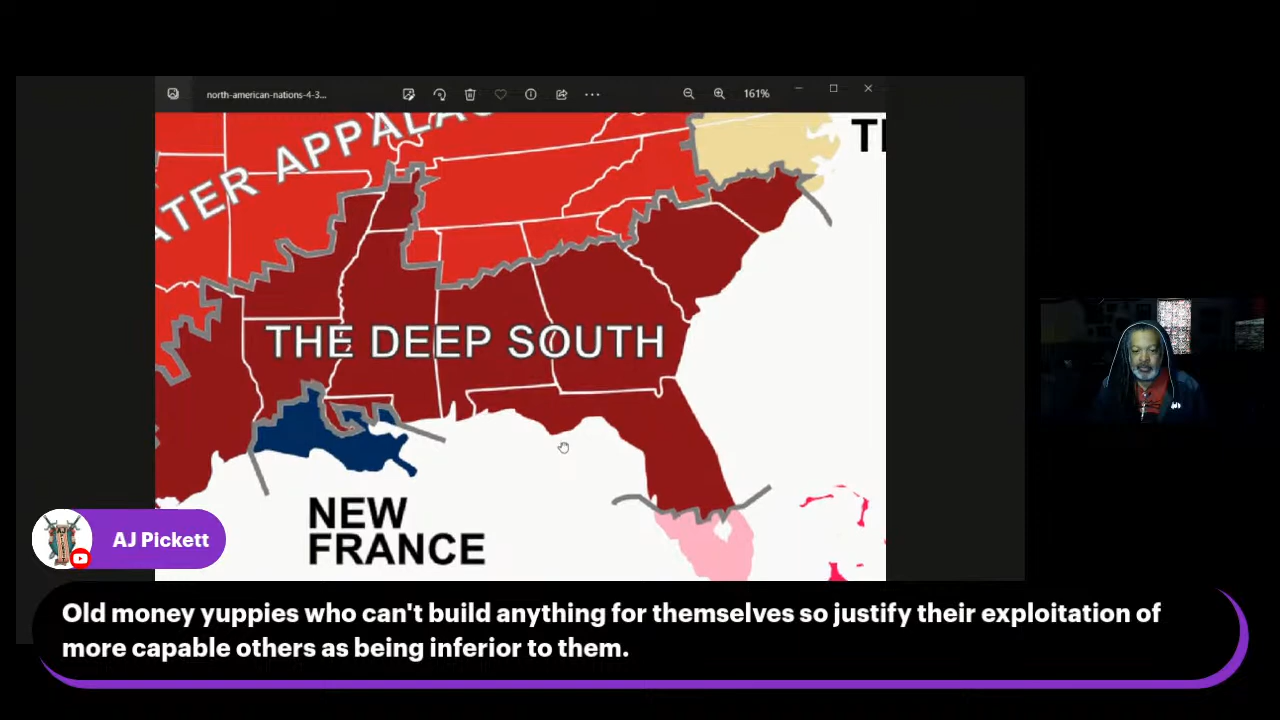 north-american-nations-4-3...
161%
TH
ATER APPALAC
THE DEEP SOUTH
NEW
FRANCE
AJ Pickett
Old money yuppies who can't build anything for themselves so justify their exploitation of
more capable others as being inferior to them.